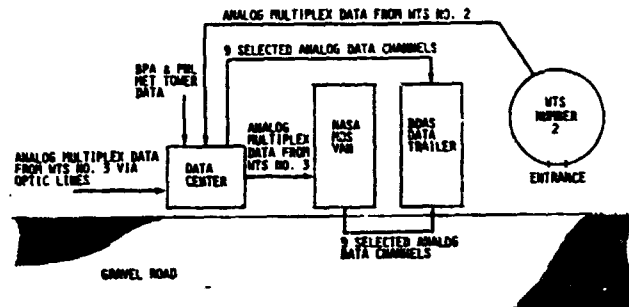 ANALOG MULTIPLEX DATA FROM WTS NO. 2
9 SELECTED ANALOG DATA CHANNELS
BPA & PNL
MET TOWER
DATA
ANALOG MULTIPLEX DATA
FROM WTS NO. 3 VIA
OPTIC LINES
DATA
CENTER
ANALOG
MULTIPLEX
DATA FROM
WTS NO. 3
NASA
VAN
DATA
TRAILER
WTS
NUMBER
2
ENTRANCE
9 SELECTED ANALOG
DATA CHANNELS
GRAVEL ROAD